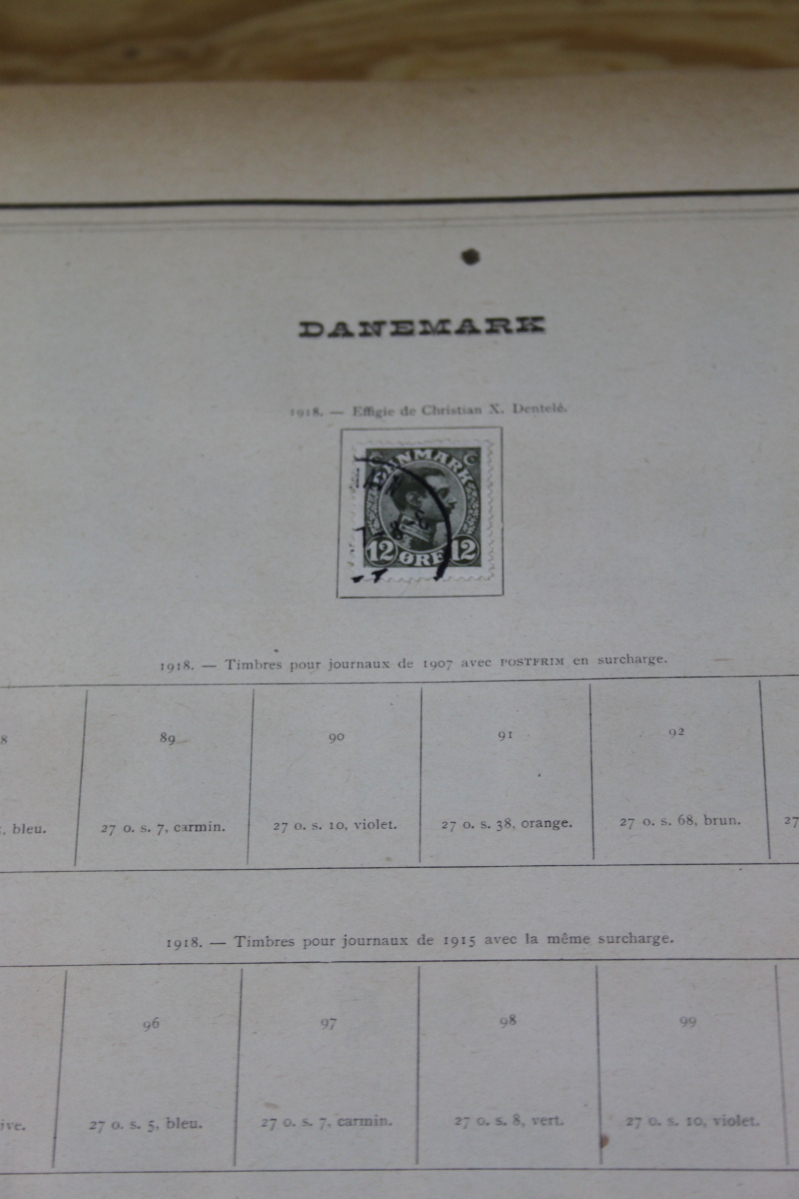 DANEMARK
1918. — Effigie de Christian X. Dentelé.
DANMARK
12 ØRE 12
1918. — Timbres pour journaux de 1907 avec POSTFRIM en surcharge.
8 89 90 91 92
, bleu. 27 o. s. 7, carmin. 27 o. s. 10, violet. 27 o. s. 38, orange. 27 o. s. 68, brun. 27
1918. — Timbres pour journaux de 1915 avec la même surcharge.
96 97 98 99
ive. 27 o. s. 5, bleu. 27 o. s. 7, carmin. 27 o. s. 8, vert. 27 o. s. 10, violet.